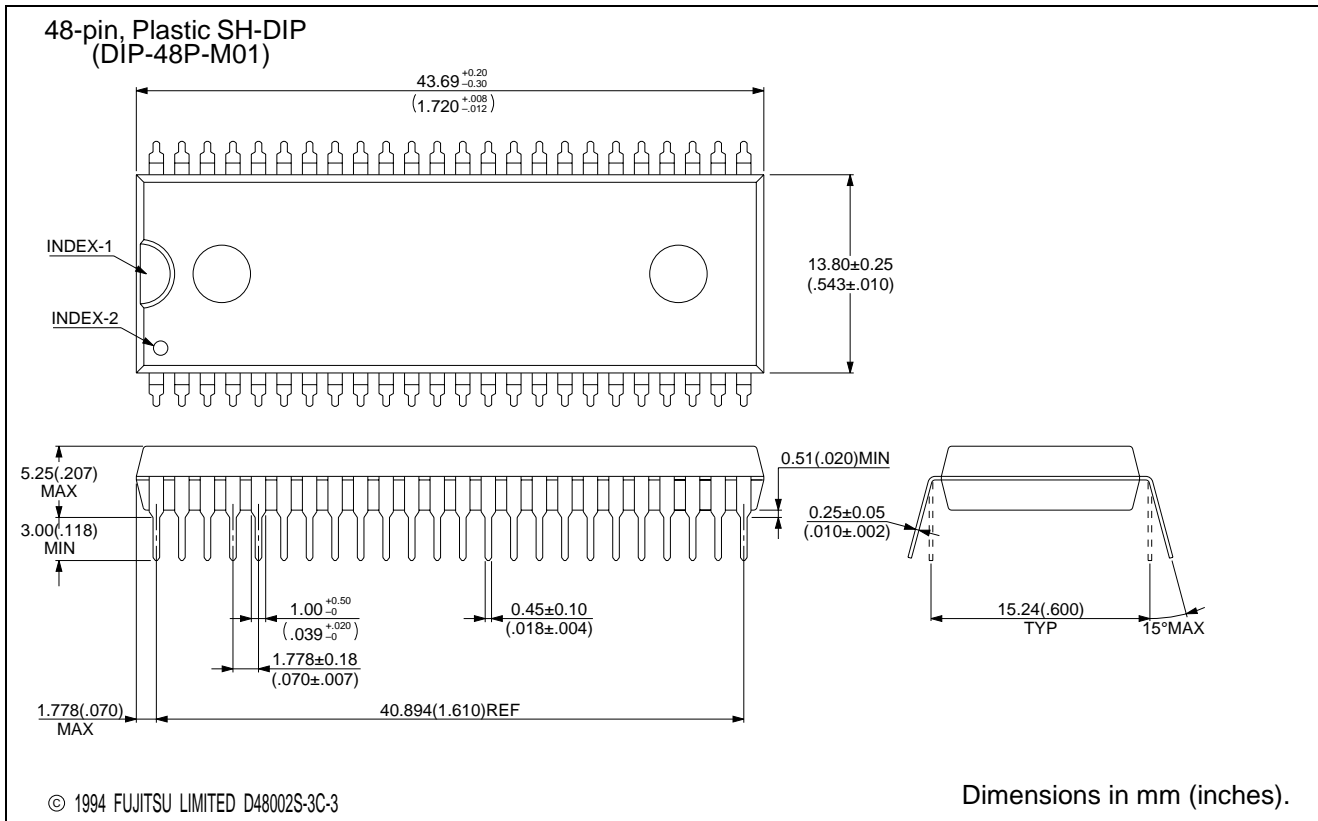 48-pin, Plastic SH-DIP
(DIP-48P-M01)
43.69 +0.20 –0.30
(1.720 +.008 –.012)
INDEX-1
INDEX-2
13.80±0.25
(.543±.010)
5.25(.207)
MAX
3.00(.118)
MIN
0.51(.020)MIN
0.25±0.05
(.010±.002)
1.00 +0.50 –0
(.039 +.020 –0)
0.45±0.10
(.018±.004)
15.24(.600)
TYP
15°MAX
1.778±0.18
(.070±.007)
1.778(.070)
MAX
40.894(1.610)REF
© 1994 FUJITSU LIMITED D48002S-3C-3
Dimensions in mm (inches).